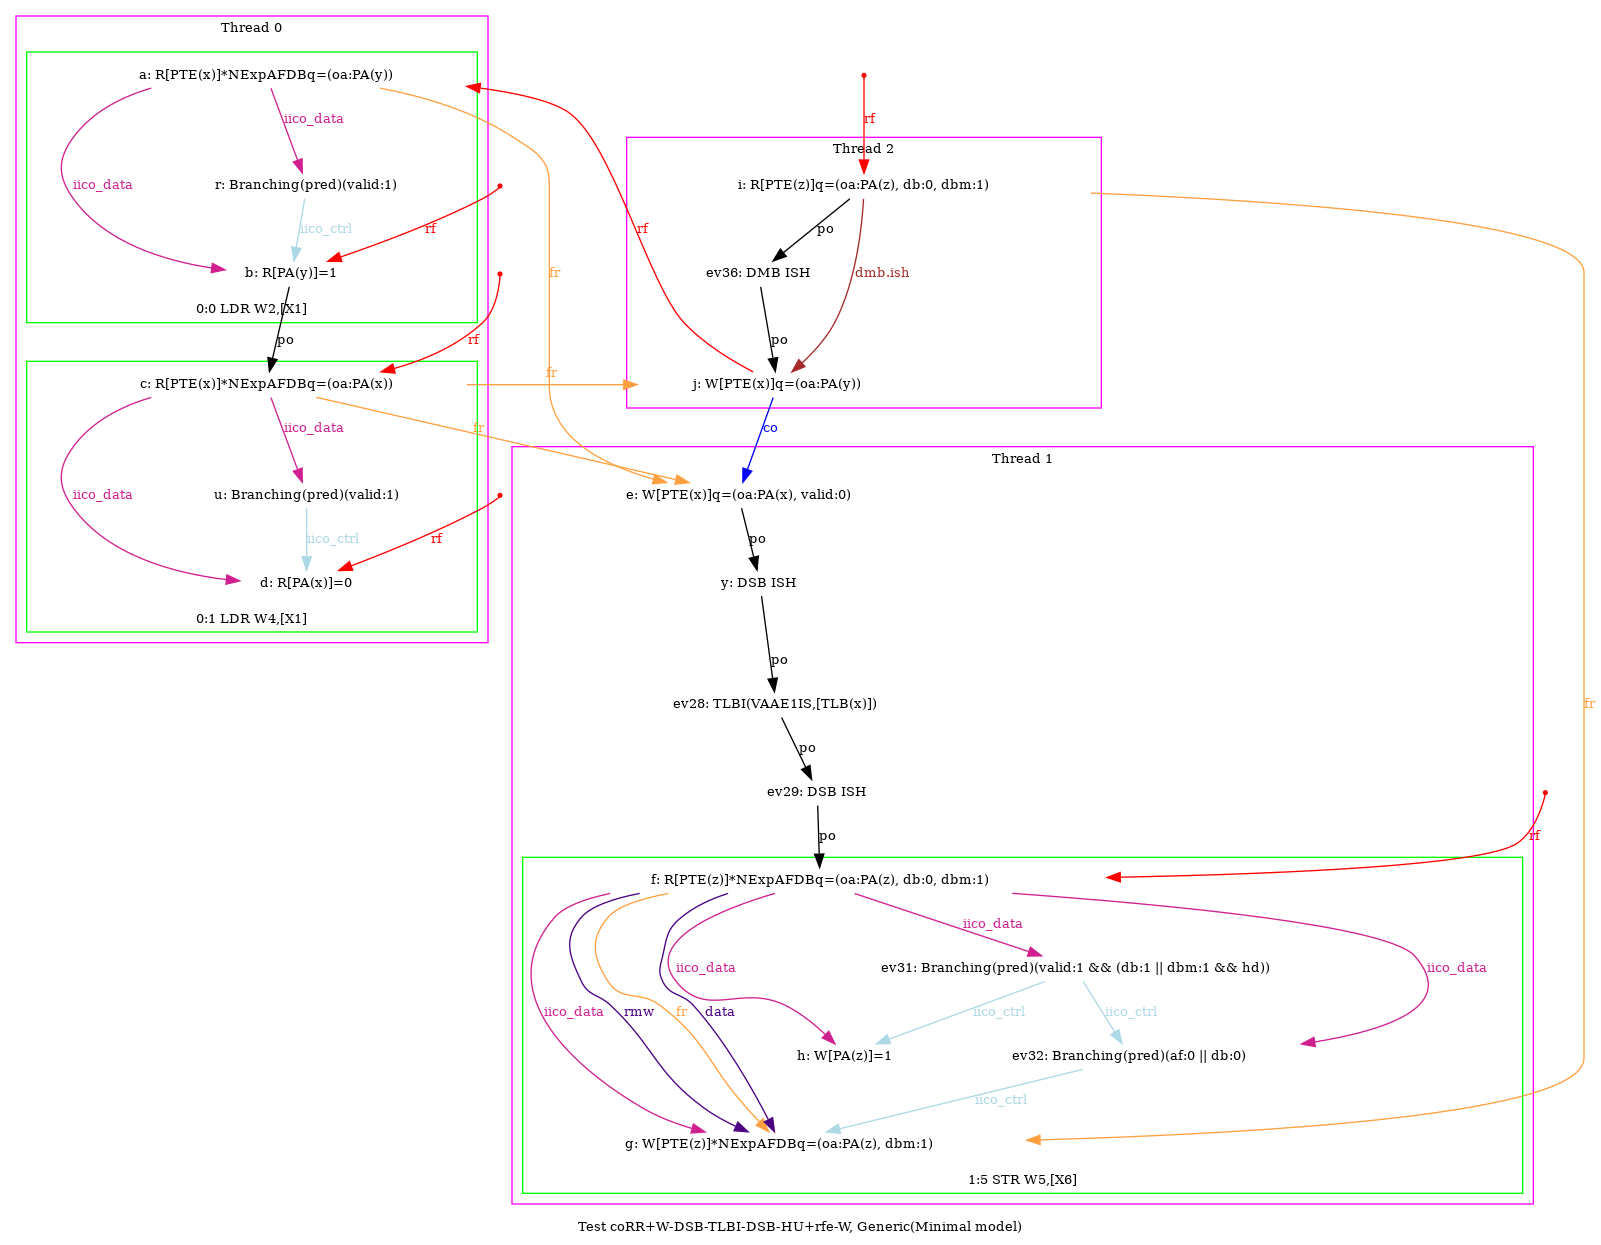 Thread 0
a: R[PTE(x)]*NExpAFDBq=(oa:PA(y))
iico_data
rf
Thread 2
iico_data
r: Branching(pred)(valid:1)
i: R[PTE(z)]q=(oa:PA(z), db:0, dbm:1)
iico_ctrl
rf
rf
po
b: R[PA(y)]=1
fr
ev36: DMB ISH
dmb.ish
0:0 LDR W2,[X1]
po
rf
po
fr
c: R[PTE(x)]*NExpAFDBq=(oa:PA(x))
j: W[PTE(x)]q=(oa:PA(y))
iico_data
fr
co
Thread 1
iico_data
u: Branching(pred)(valid:1)
e: W[PTE(x)]q=(oa:PA(x), valid:0)
iico_ctrl
rf
po
d: R[PA(x)]=0
y: DSB ISH
0:1 LDR W4,[X1]
po
ev28: TLBI(VAAE1IS,[TLB(x)])
fr
po
ev29: DSB ISH
po
rf
f: R[PTE(z)]*NExpAFDBq=(oa:PA(z), db:0, dbm:1)
iico_data
iico_data
ev31: Branching(pred)(valid:1 && (db:1 || dbm:1 && hd))
iico_data
iico_data
rmw
fr
data
iico_ctrl
iico_ctrl
h: W[PA(z)]=1
ev32: Branching(pred)(af:0 || db:0)
iico_ctrl
g: W[PTE(z)]*NExpAFDBq=(oa:PA(z), dbm:1)
1:5 STR W5,[X6]
Test coRR+W-DSB-TLBI-DSB-HU+rfe-W, Generic(Minimal model)